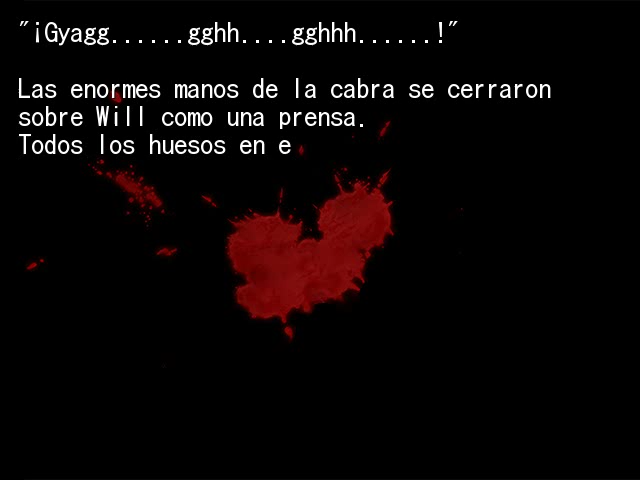 "¡Gyagg......gghh....gghhh......!"
Las enormes manos de la cabra se cerraron
sobre Will como una prensa.
Todos los huesos en e